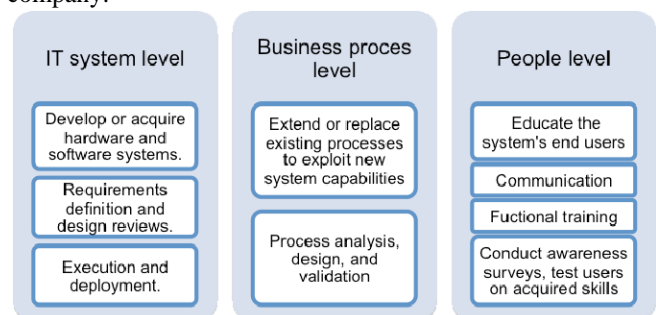 company.
IT system level
Develop or acquire
hardware and
software systems.
Requirements
definition and
design reviews.
Execution and
deployment.
Business proces
level
Extend or replace
existing processes
to exploit new
system capabilities
Process analysis,
design, and
validation
People level
Educate the
system's end users
Communication
Fuctional training
Conduct awareness
surveys, test users
on acquired skills